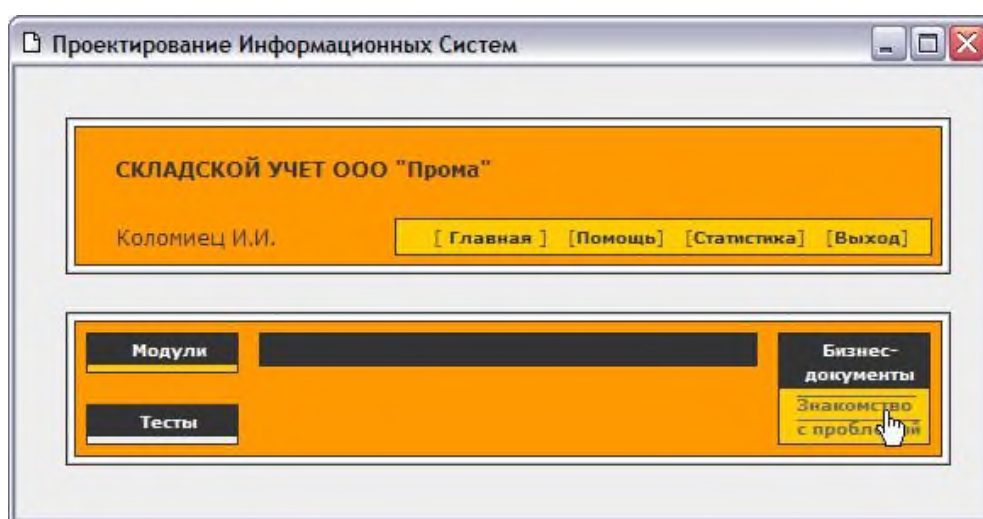 Проектирование Информационных Систем
СКЛАДСКОЙ УЧЕТ ООО "Прома"
Коломиец И.И.
[ Главная ] [Помощь] [Статистика] [Выход]
Модули
Тесты
Бизнес-
документы
Знакомство
с